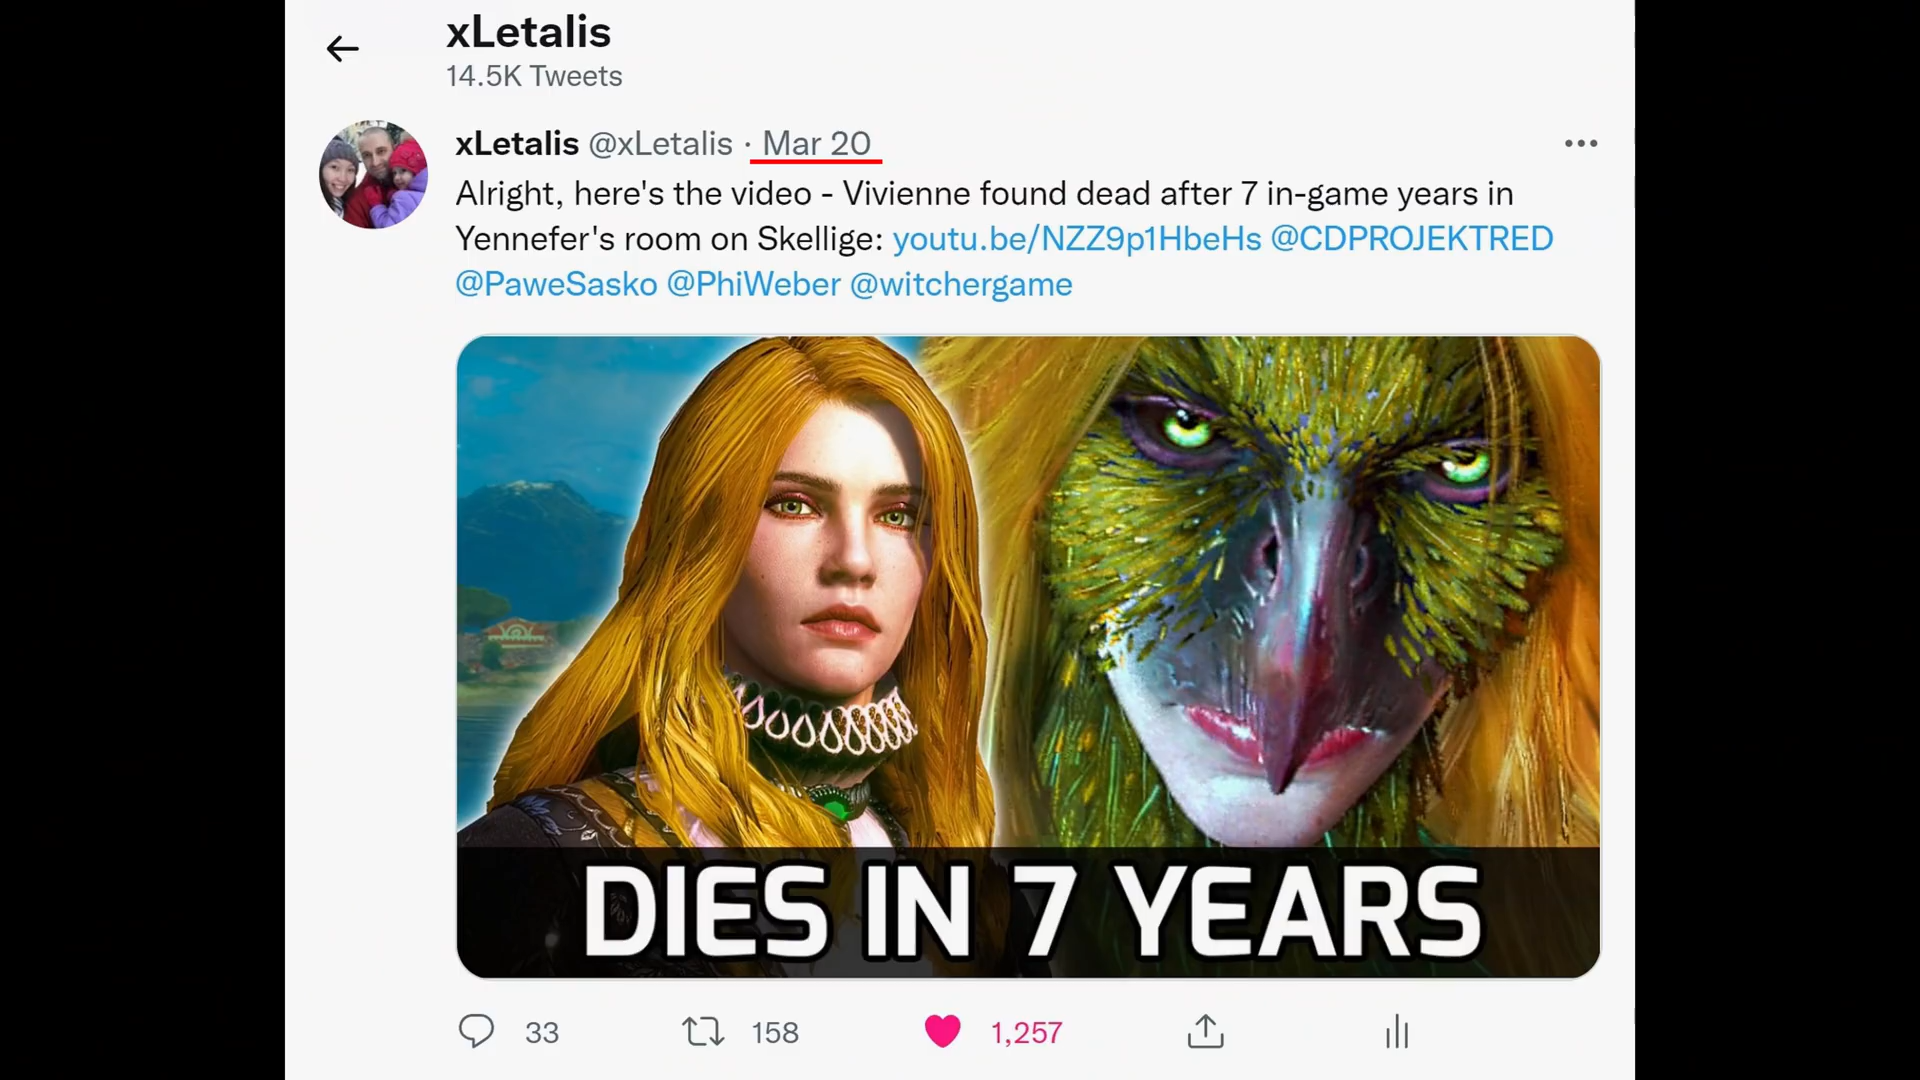 xLetalis
14.5K Tweets
xLetalis @xLetalis · Mar 20
Alright, here's the video - Vivienne found dead after 7 in-game years in
Yennefer's room on Skellige: youtu.be/NZZ9p1HbeHs @CDPROJEKTRED
@PaweSasko @PhiWeber @witchergame
DIES IN 7 YEARS
33 158 1,257